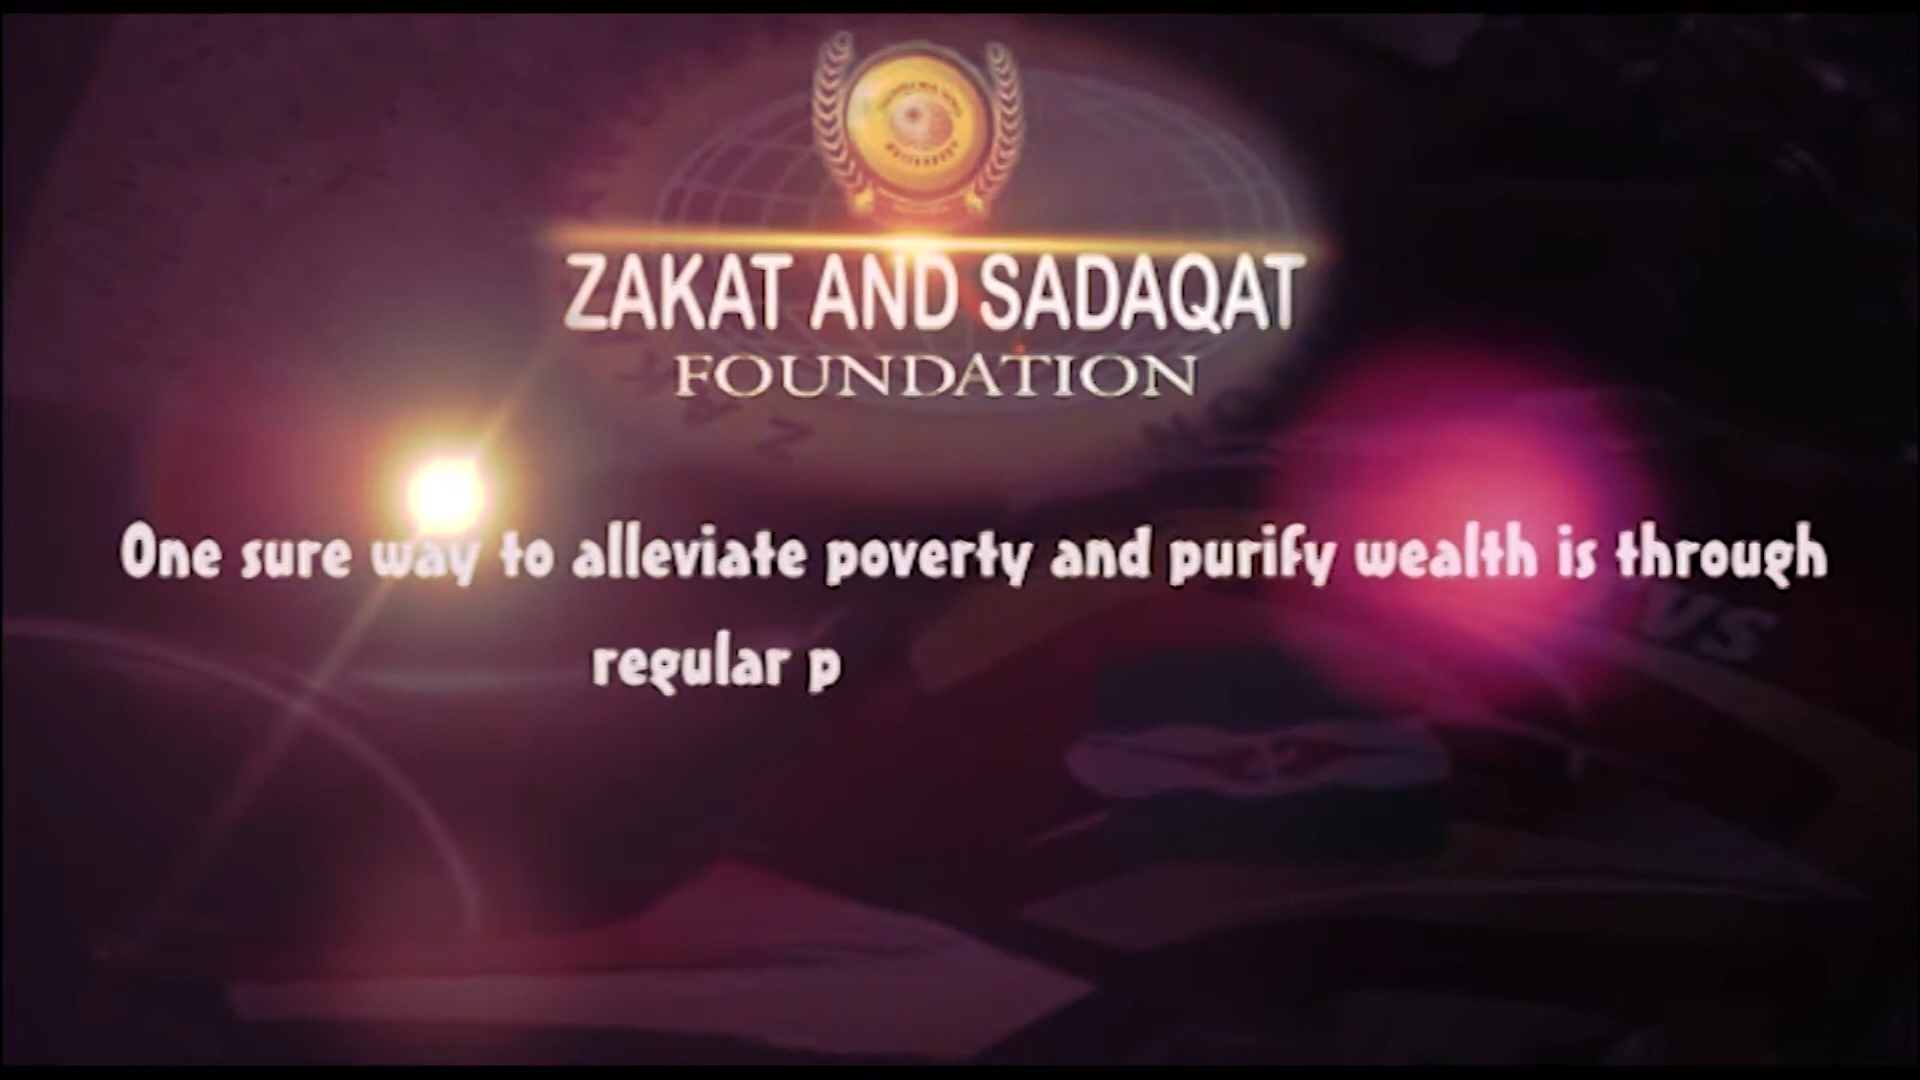 ZAKAT AND SADAQAT
FOUNDATION
One sure way to alleviate poverty and purify wealth is through
regular p